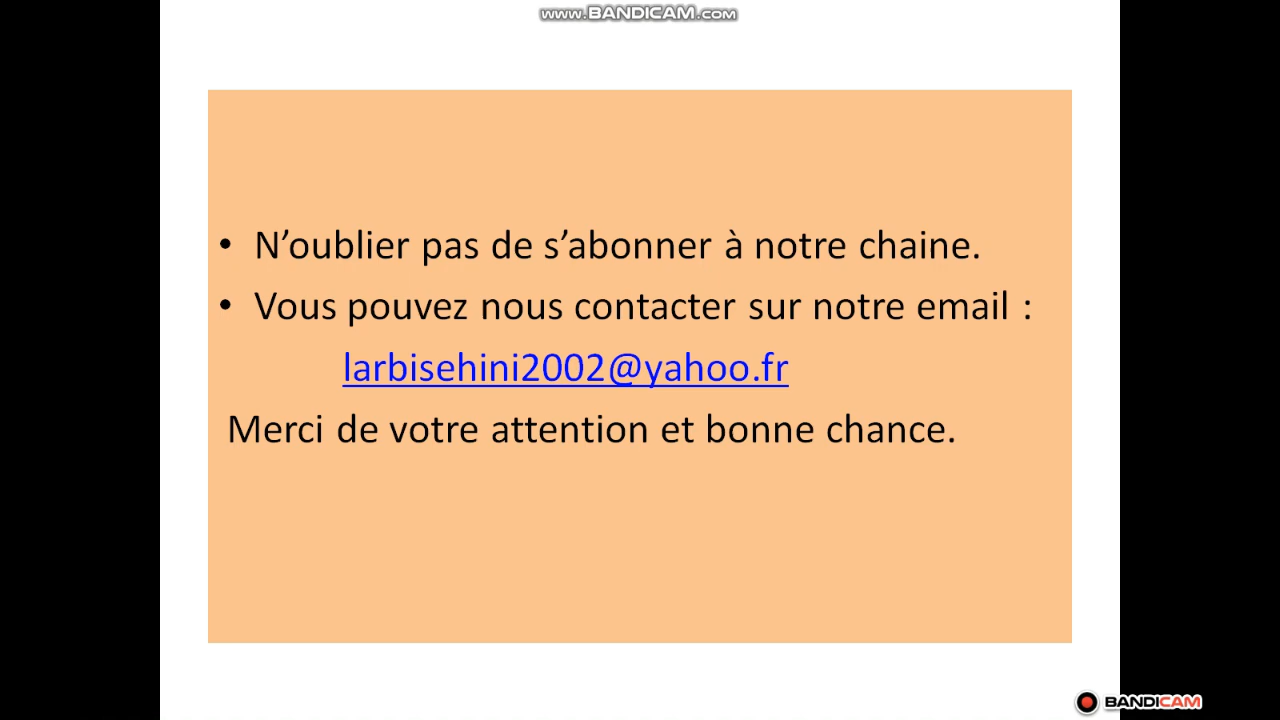 www.BANDICAM.com
• N’oublier pas de s’abonner à notre chaine.
• Vous pouvez nous contacter sur notre email :
larbisehini2002@yahoo.fr
Merci de votre attention et bonne chance.
BANDICAM